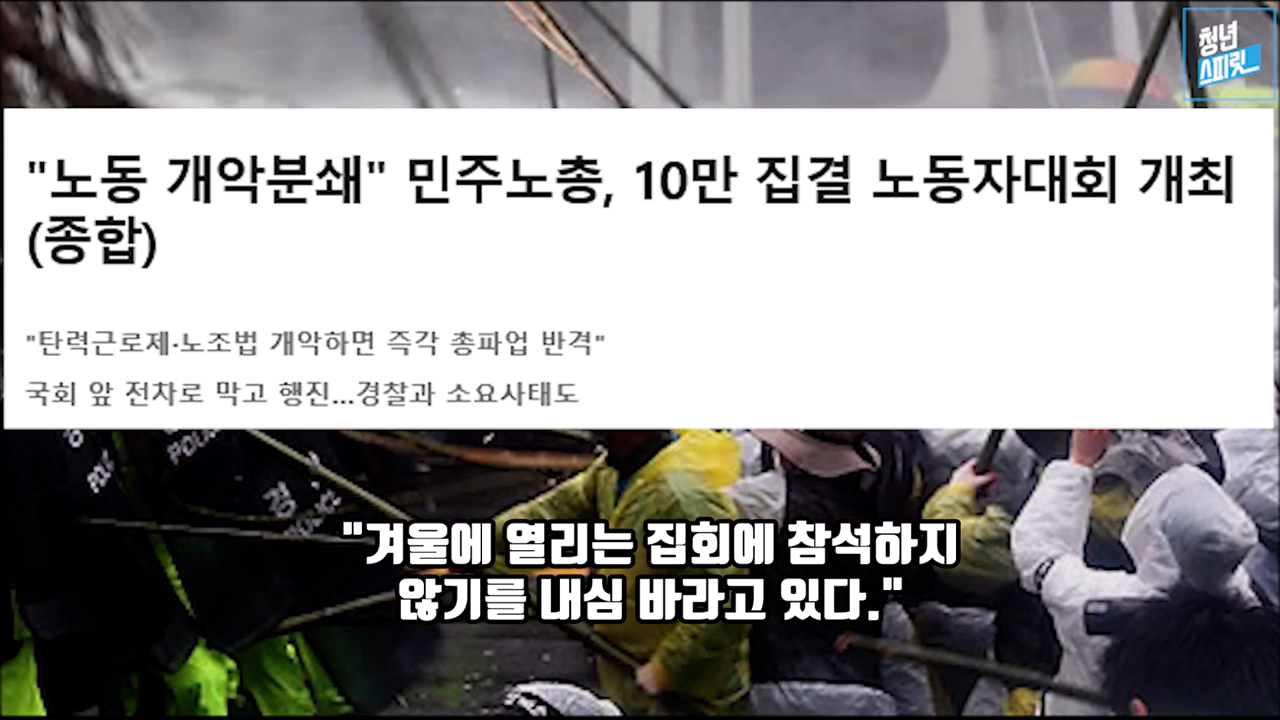 청년
스피릿
"노동 개악분쇄" 민주노총, 10만 집결 노동자대회 개최
(종합)
"탄력근로제·노조법 개악하면 즉각 총파업 반격"
국회 앞 전차로 막고 행진...경찰과 소요사태도
POLICE
경
POLICE
"겨울에 열리는 집회에 참석하지
않기를 내심 바라고 있다."